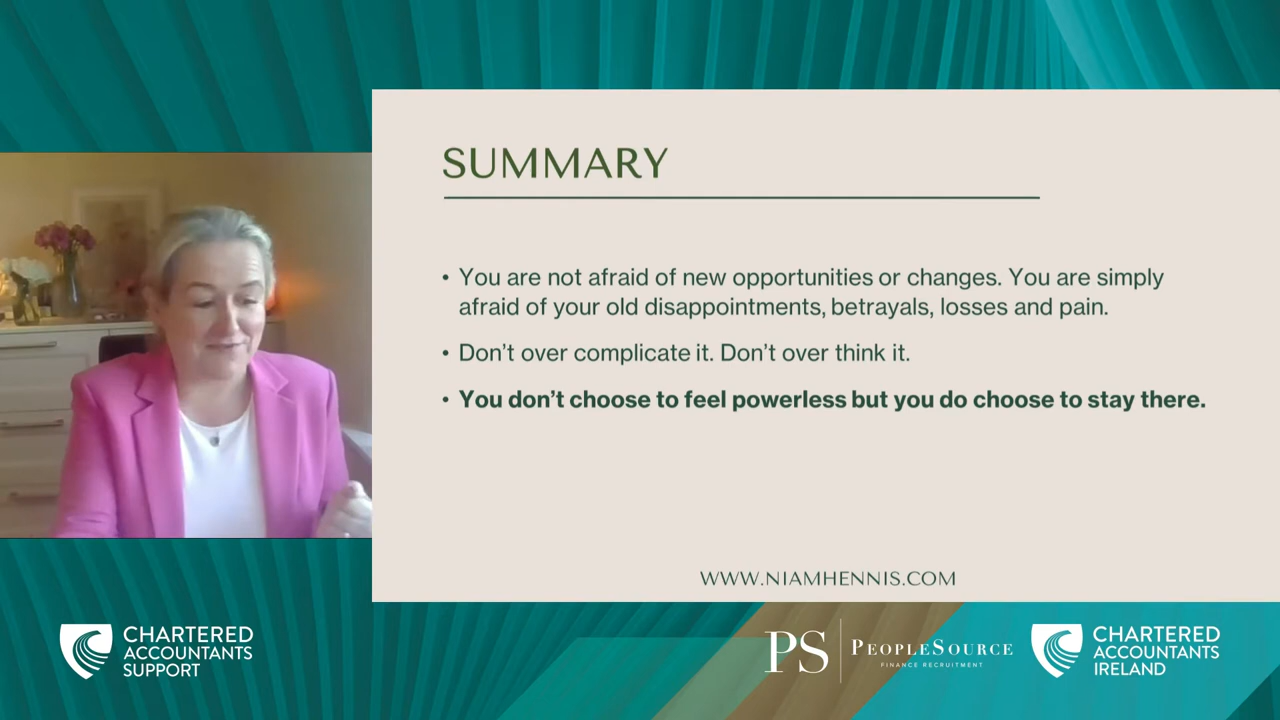 SUMMARY
• You are not afraid of new opportunities or changes. You are simply
afraid of your old disappointments, betrayals, losses and pain.
• Don’t over complicate it. Don’t over think it.
• You don’t choose to feel powerless but you do choose to stay there.
WWW.NIAMHENNIS.COM
CHARTERED
ACCOUNTANTS
SUPPORT
PS
PEOPLESOURCE
FINANCE RECRUITMENT
CHARTERED
ACCOUNTANTS
IRELAND